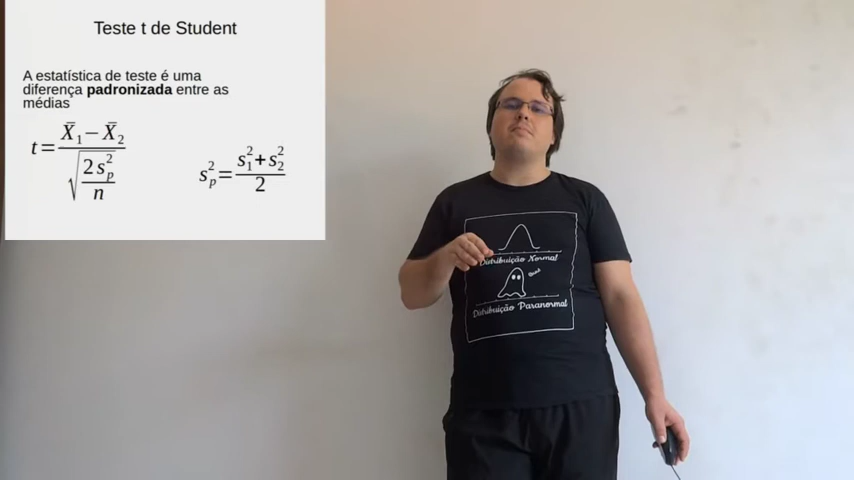 Teste t de Student
A estatística de teste é uma
diferença padronizada entre as
médias
t = (X̄₁ − X̄₂) / √(2s²ₚ / n)
s²ₚ = (s²₁ + s²₂) / 2
Distribuição Normal
Distribuição Paranormal